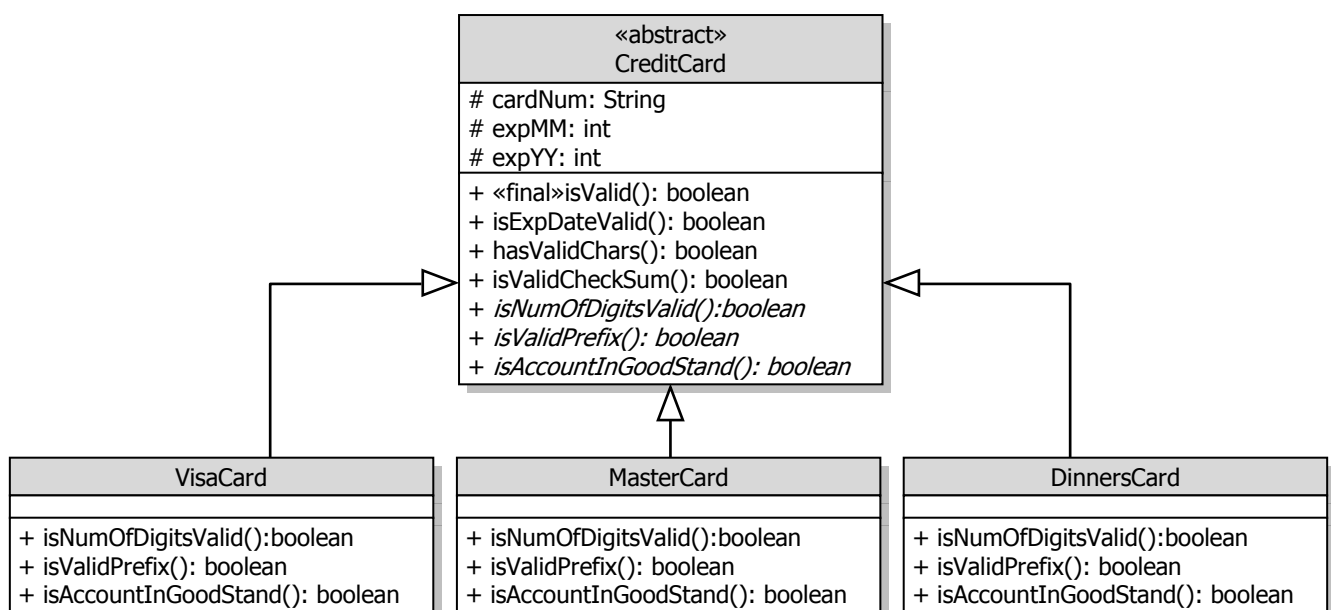 «abstract»
CreditCard
# cardNum: String
# expMM: int
# expYY: int
+ «final»isValid(): boolean
+ isExpDateValid(): boolean
+ hasValidChars(): boolean
+ isValidCheckSum(): boolean
+ isNumOfDigitsValid():boolean
+ isValidPrefix(): boolean
+ isAccountInGoodStand(): boolean
VisaCard
+ isNumOfDigitsValid():boolean
+ isValidPrefix(): boolean
+ isAccountInGoodStand(): boolean
MasterCard
+ isNumOfDigitsValid():boolean
+ isValidPrefix(): boolean
+ isAccountInGoodStand(): boolean
DinnersCard
+ isNumOfDigitsValid():boolean
+ isValidPrefix(): boolean
+ isAccountInGoodStand(): boolean